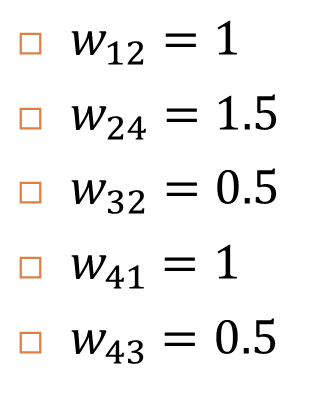 □ w₁₂ = 1
□ w₂₄ = 1.5
□ w₃₂ = 0.5
□ w₄₁ = 1
□ w₄₃ = 0.5